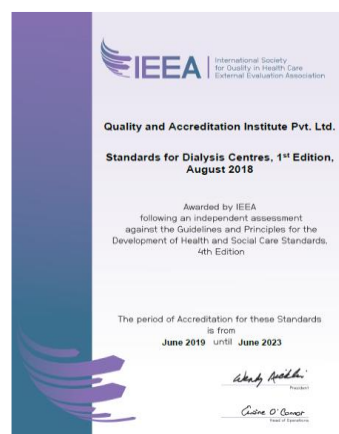 IEEA
International Society
for Quality in Health Care
External Evaluation Association
Quality and Accreditation Institute Pvt. Ltd.
Standards for Dialysis Centres, 1st Edition,
August 2018
Awarded by IEEA
following an independent assessment
against the Guidelines and Principles for the
Development of Health and Social Care Standards,
4th Edition
The period of Accreditation for these Standards
is from
June 2019 until June 2023
President
Head of Operations